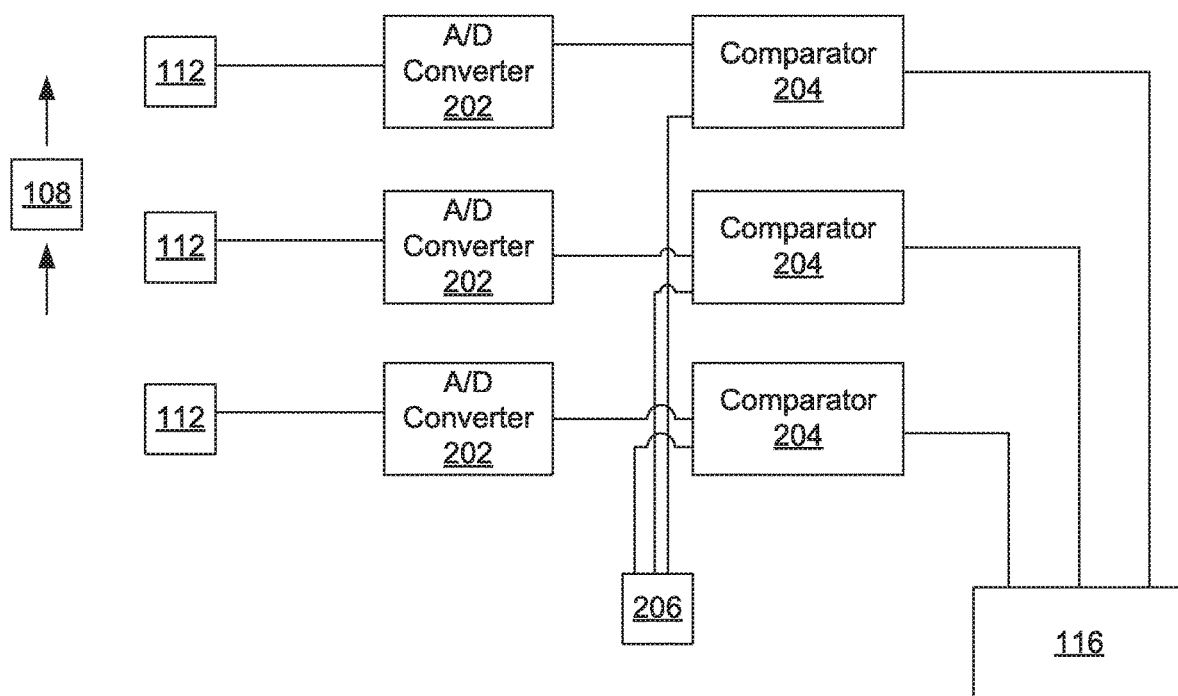 112
A/D
Converter
202
Comparator
204
108
112
A/D
Converter
202
Comparator
204
112
A/D
Converter
202
Comparator
204
206
116